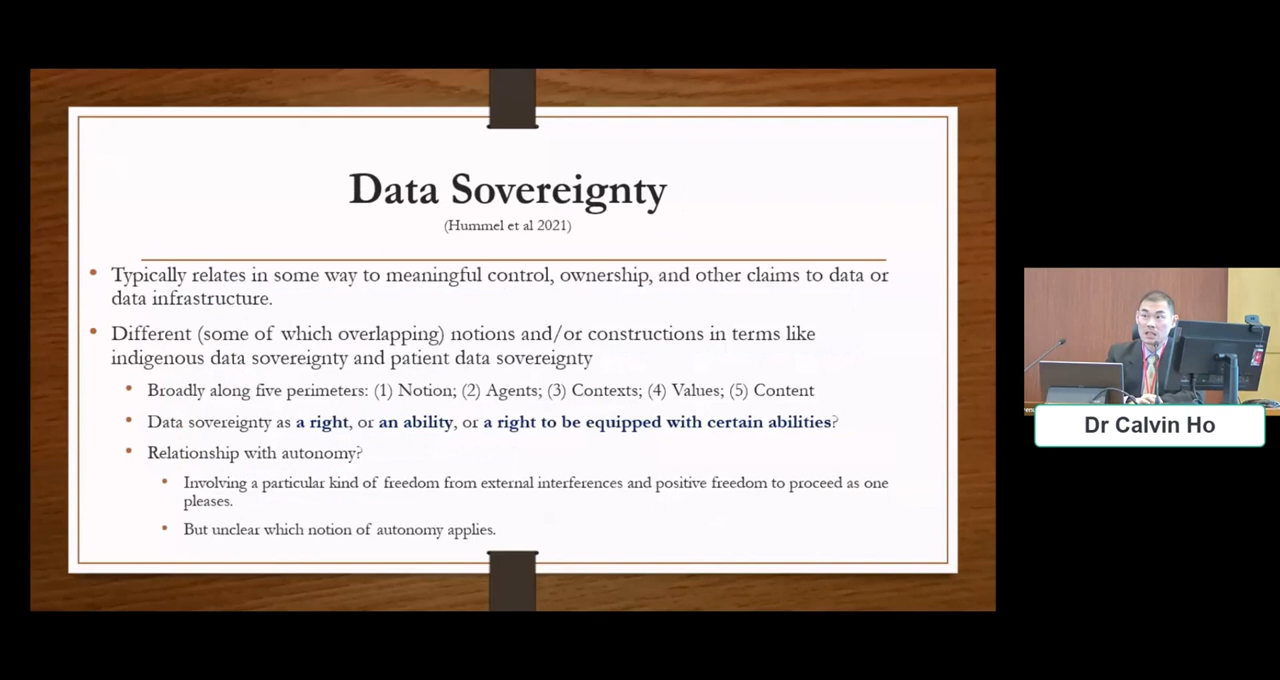 Data Sovereignty
(Hummel et al 2021)
• Typically relates in some way to meaningful control, ownership, and other claims to data or
data infrastructure.
• Different (some of which overlapping) notions and/or constructions in terms like
indigenous data sovereignty and patient data sovereignty
• Broadly along five perimeters: (1) Notion; (2) Agents; (3) Contexts; (4) Values; (5) Content
• Data sovereignty as a right, or an ability, or a right to be equipped with certain abilities?
• Relationship with autonomy?
• Involving a particular kind of freedom from external interferences and positive freedom to proceed as one
pleases.
• But unclear which notion of autonomy applies.
Dr Calvin Ho